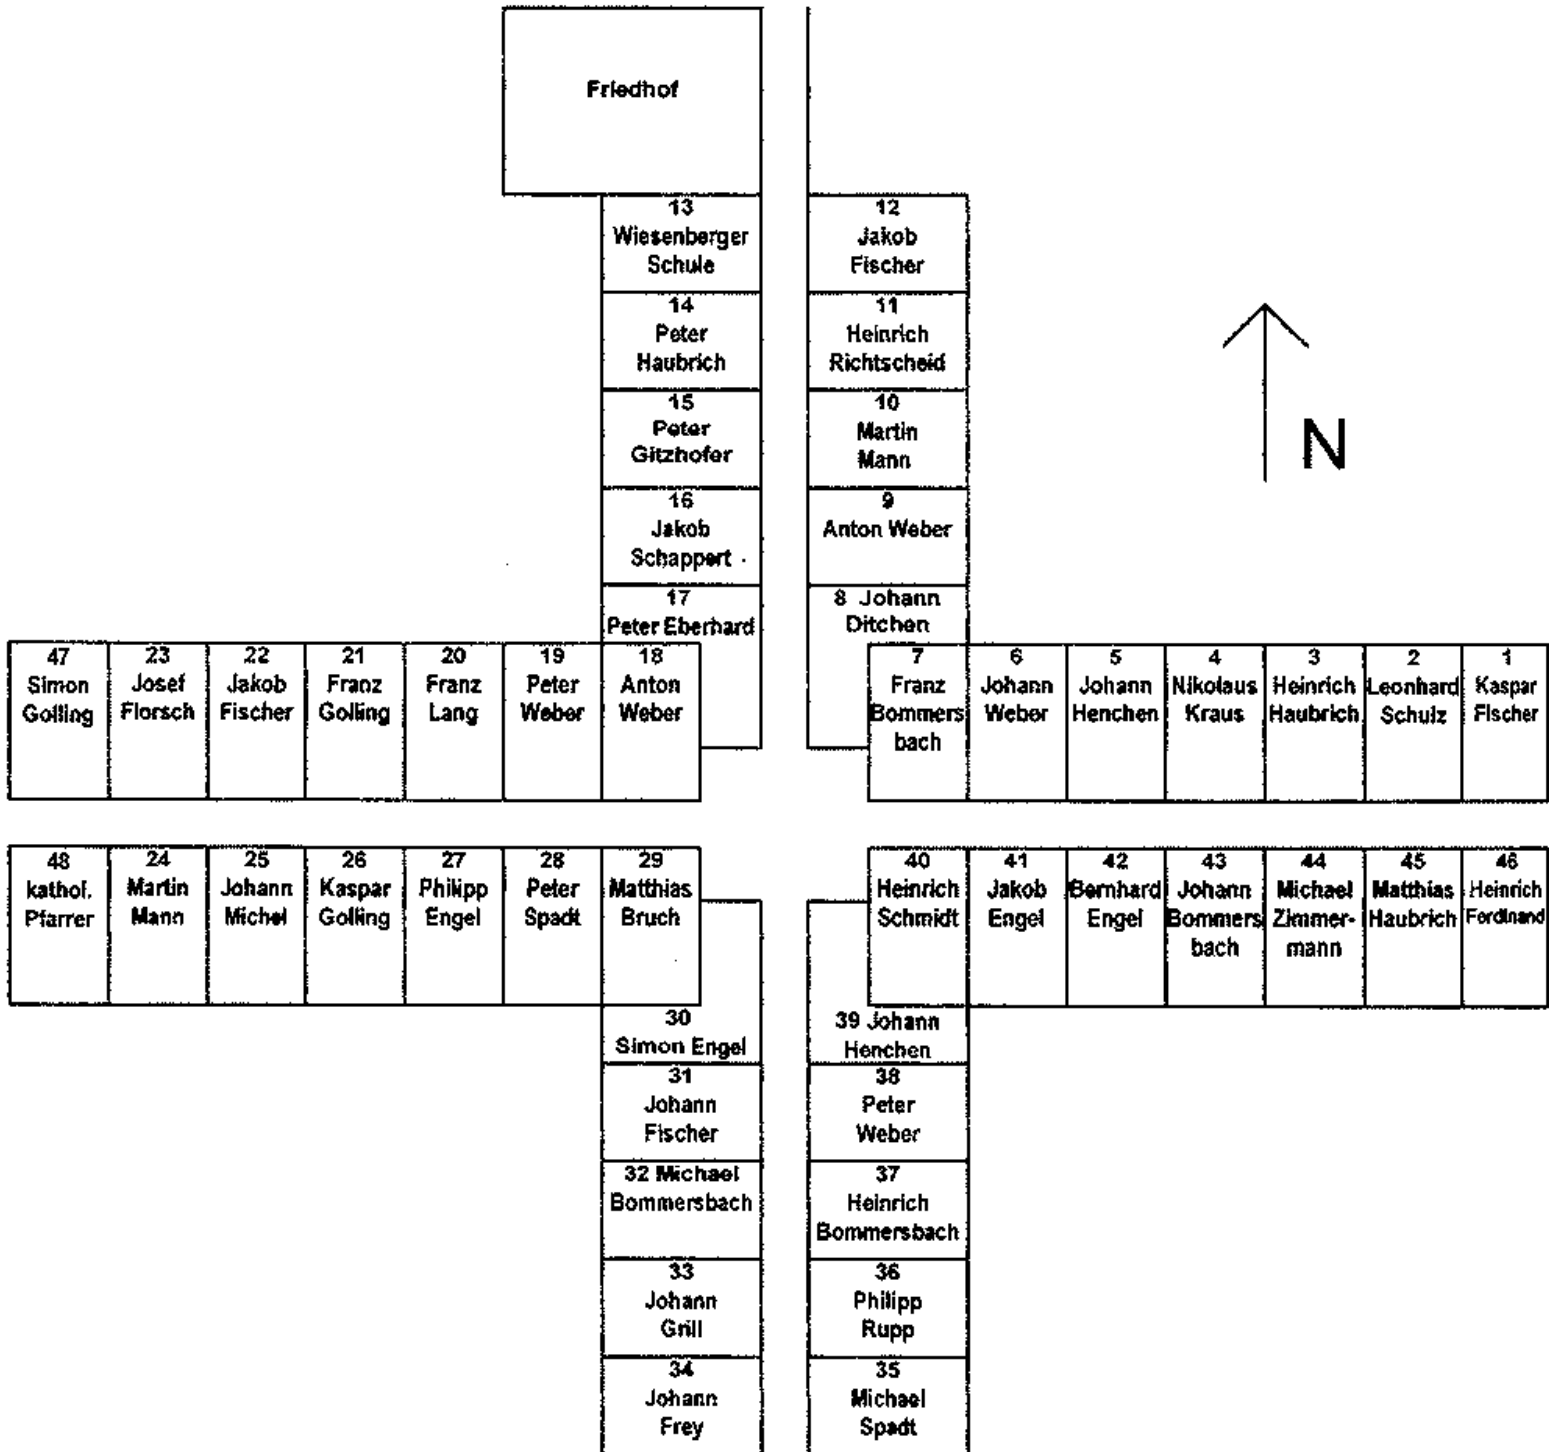 Friedhof
13
Wiesenberger
Schule
12
Jakob
Fischer
14
Peter
Haubrich
11
Heinrich
Richtscheid
15
Peter
Gitzhofer
10
Martin
Mann
N
16
Jakob
Schappert
9
Anton Weber
17
Peter Eberhard
8 Johann
Ditchen
47
Simon
Golling
23
Josef
Florsch
22
Jakob
Fischer
21
Franz
Golling
20
Franz
Lang
19
Peter
Weber
18
Anton
Weber
7
Franz
Bommers
bach
6
Johann
Weber
5
Johann
Henchen
4
Nikolaus
Kraus
3
Heinrich
Haubrich
2
Leonhard
Schulz
1
Kaspar
Fischer
48
kathol.
Pfarrer
24
Martin
Mann
25
Johann
Michel
26
Kaspar
Golling
27
Philipp
Engel
28
Peter
Spadt
29
Matthias
Bruch
40
Heinrich
Schmidt
41
Jakob
Engel
42
Bernhard
Engel
43
Johann
Bommers
bach
44
Michael
Zimmer-
mann
45
Matthias
Haubrich
46
Heinrich
Ferdinand
30
Simon Engel
39 Johann
Henchen
31
Johann
Fischer
38
Peter
Weber
32 Michael
Bommersbach
37
Heinrich
Bommersbach
33
Johann
Grill
36
Philipp
Rupp
34
Johann
Frey
35
Michael
Spadt